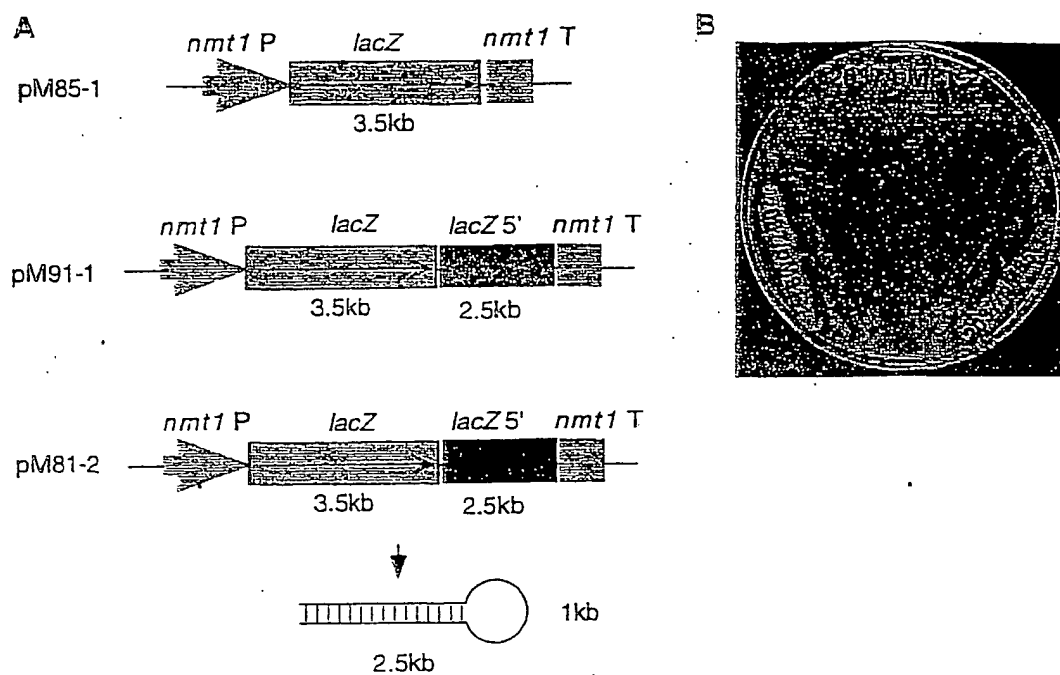 A
nmt1 P lacZ nmt1 T
pM85-1
3.5kb
nmt1 P lacZ lacZ 5' nmt1 T
pM91-1
3.5kb 2.5kb
nmt1 P lacZ lacZ 5' nmt1 T
pM81-2
3.5kb 2.5kb
1kb
2.5kb
B